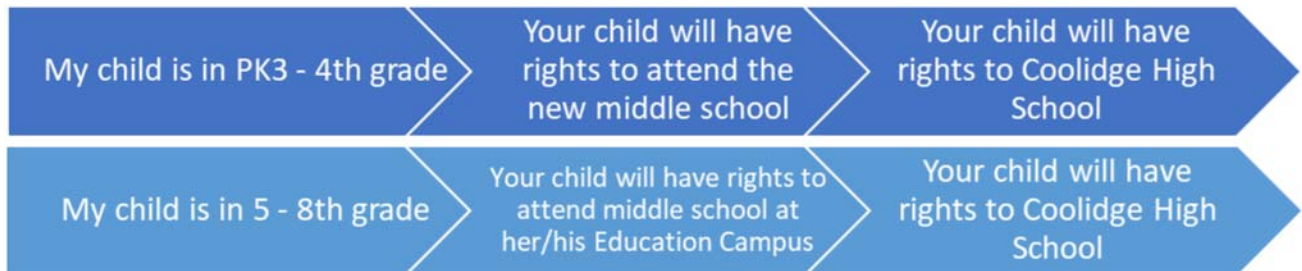 My child is in PK3 - 4th grade
Your child will have
rights to attend the
new middle school
Your child will have
rights to Coolidge High
School
My child is in 5 - 8th grade
Your child will have rights to
attend middle school at
her/his Education Campus
Your child will have
rights to Coolidge High
School